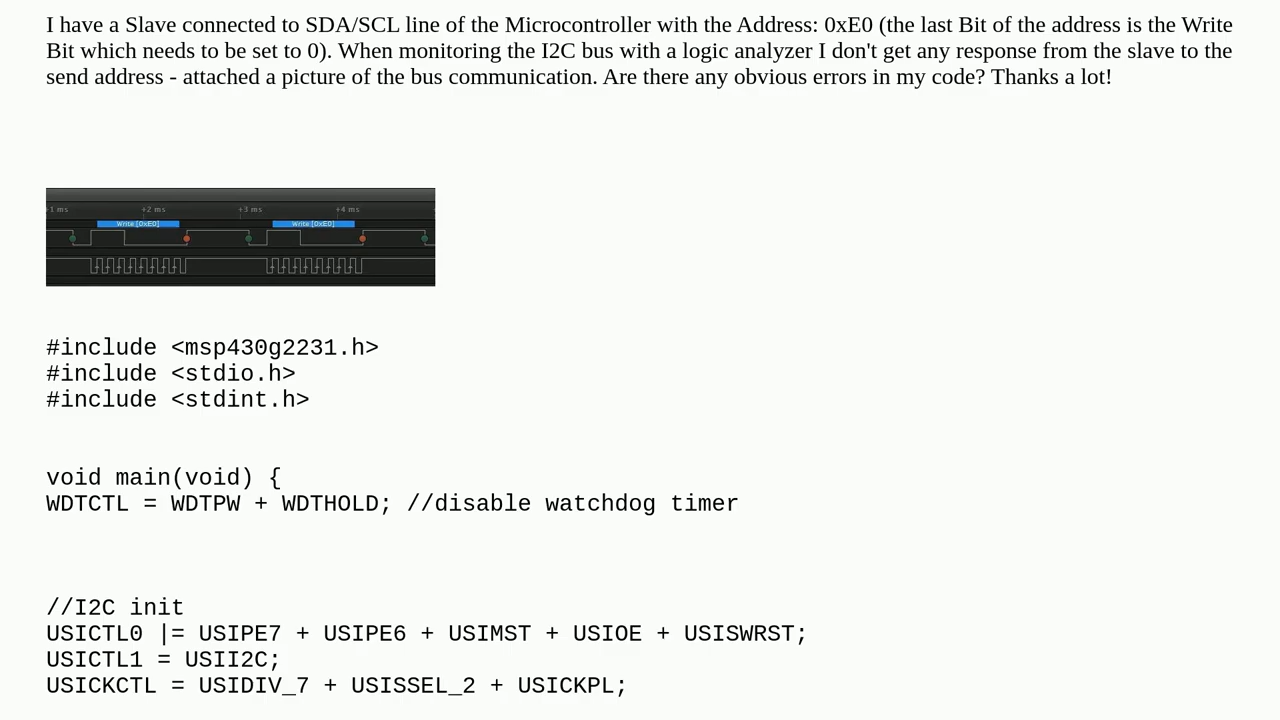 I have a Slave connected to SDA/SCL line of the Microcontroller with the Address: 0xE0 (the last Bit of the address is the Write
Bit which needs to be set to 0). When monitoring the I2C bus with a logic analyzer I don't get any response from the slave to the
send address - attached a picture of the bus communication. Are there any obvious errors in my code? Thanks a lot!
+1 ms +2 ms +3 ms +4 ms
Write [0xE0] Write [0xE0]
#include <msp430g2231.h>
#include <stdio.h>
#include <stdint.h>
void main(void) {
WDTCTL = WDTPW + WDTHOLD; //disable watchdog timer
//I2C init
USICTL0 |= USIPE7 + USIPE6 + USIMST + USIOE + USISWRST;
USICTL1 = USII2C;
USICKCTL = USIDIV_7 + USISSEL_2 + USICKPL;